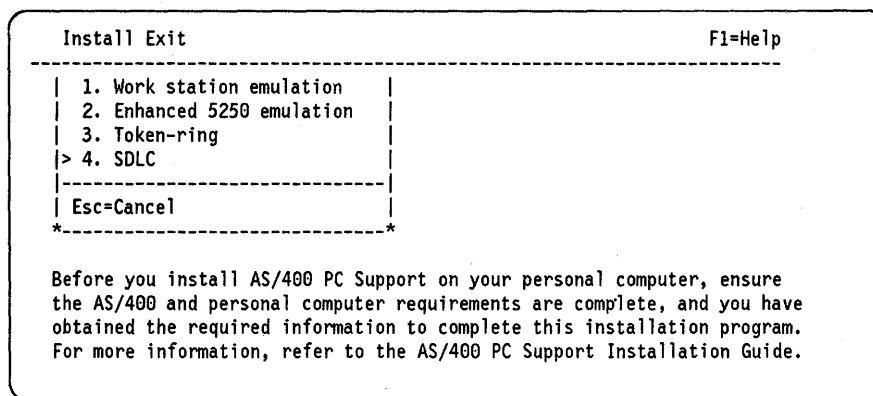 Install Exit F1=Help
--------------------------------------------------------------------------
| 1. Work station emulation |
| 2. Enhanced 5250 emulation |
| 3. Token-ring |
|> 4. SDLC |
|-------------------------------|
| Esc=Cancel |
*-------------------------------*
Before you install AS/400 PC Support on your personal computer, ensure
the AS/400 and personal computer requirements are complete, and you have
obtained the required information to complete this installation program.
For more information, refer to the AS/400 PC Support Installation Guide.